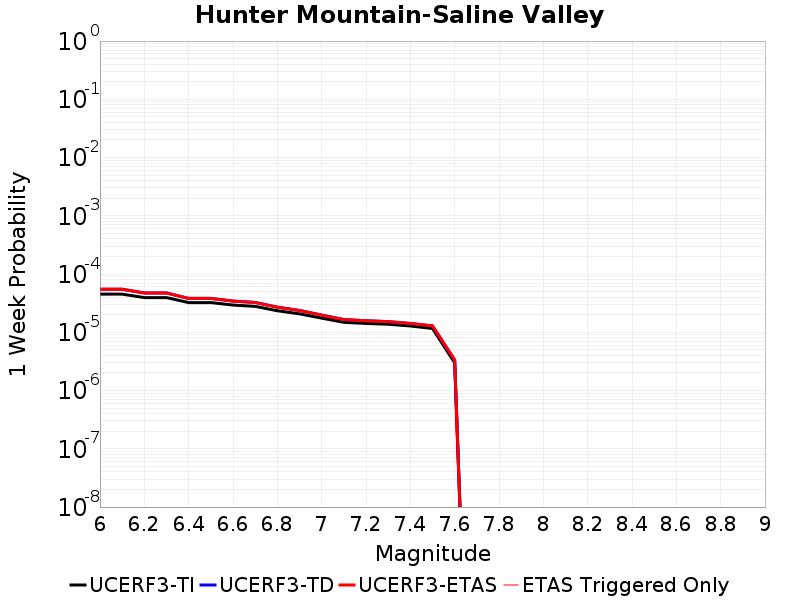 Hunter Mountain-Saline Valley
1 Week Probability
10^0
10^-1
10^-2
10^-3
10^-4
10^-5
10^-6
10^-7
10^-8
6 6.2 6.4 6.6 6.8 7 7.2 7.4 7.6 7.8 8 8.2 8.4 8.6 8.8 9
Magnitude
UCERF3-TI UCERF3-TD UCERF3-ETAS ETAS Triggered Only